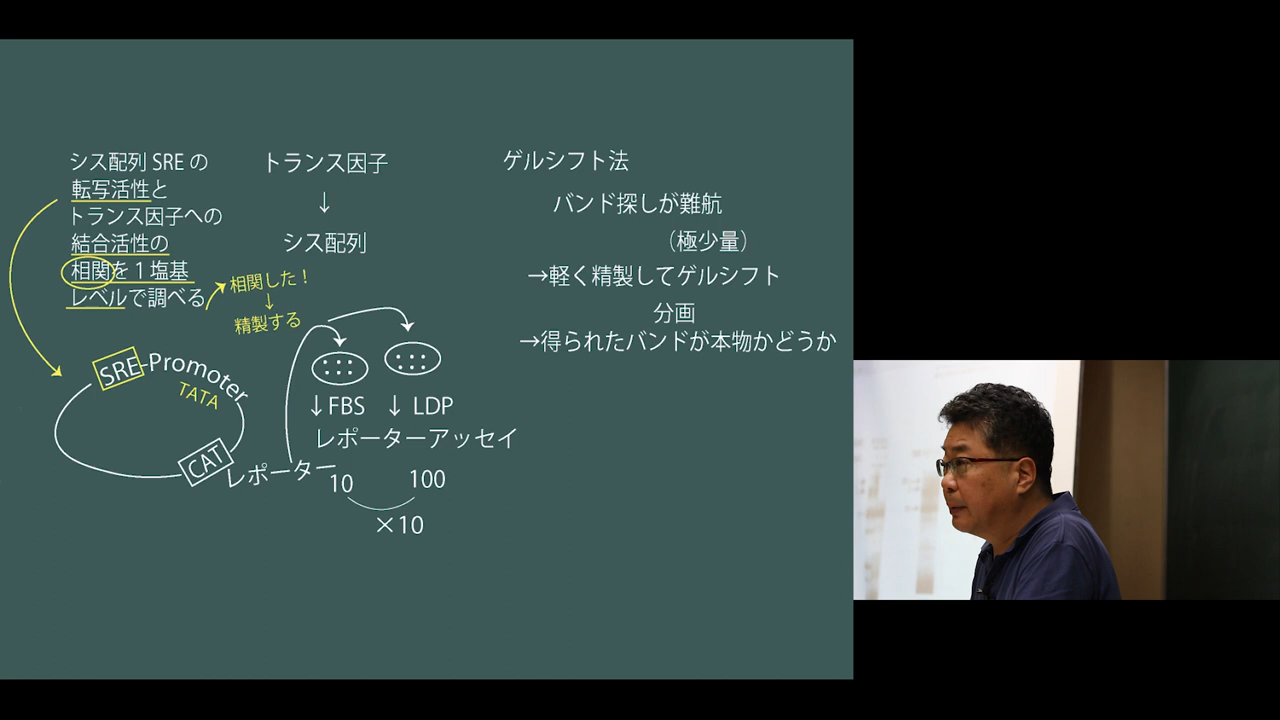 シス配列 SRE の
転写活性と
トランス因子への
結合活性の
相関を１塩基
レベルで調べる
相関した！
↓
精製する
トランス因子
↓
シス配列
SRE-Promoter
TATA
CAT
レポーター
↓FBS ↓ LDP
レポーターアッセイ
10 100
×10
ゲルシフト法
バンド探しが難航
（極少量）
→軽く精製してゲルシフト
分画
→得られたバンドが本物かどうか